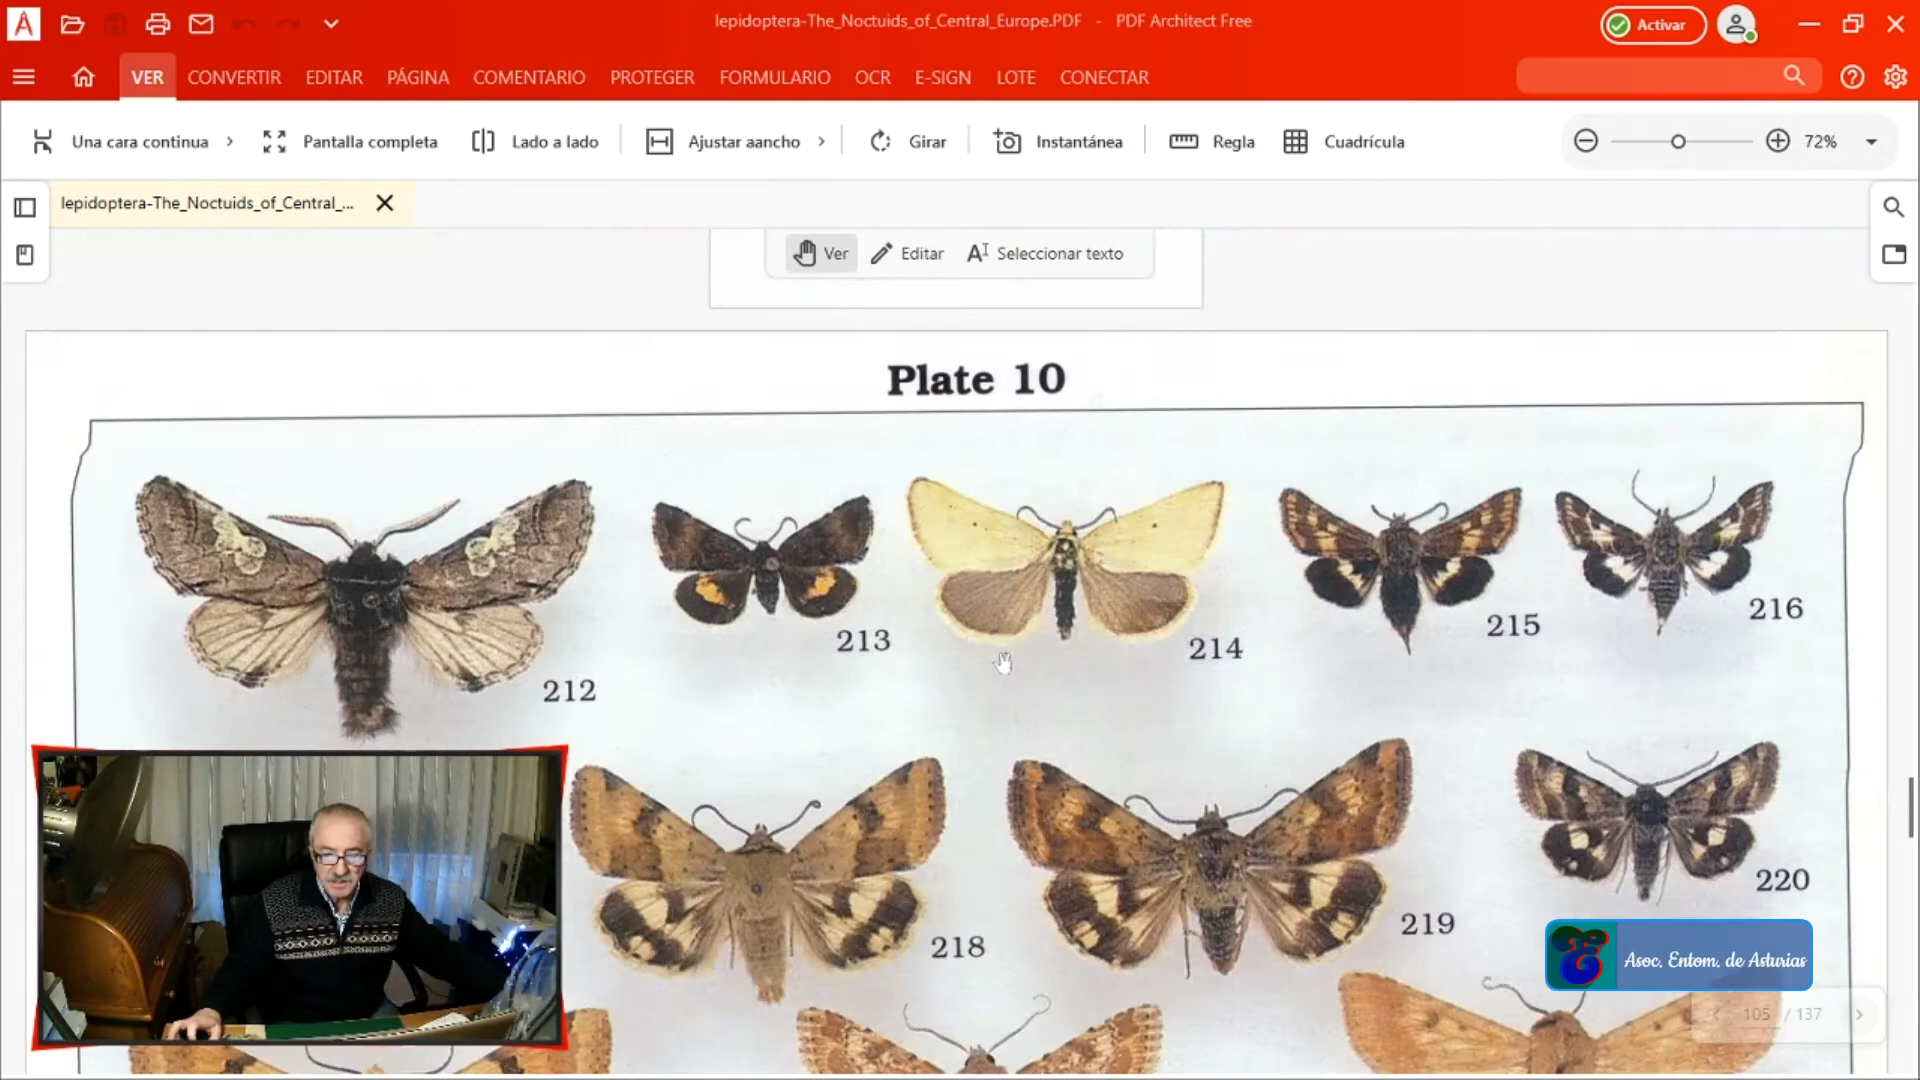 lepidoptera-The_Noctuids_of_Central_Europe.PDF - PDF Architect Free
Activar
VER CONVERTIR EDITAR PÁGINA COMENTARIO PROTEGER FORMULARIO OCR E-SIGN LOTE CONECTAR
Una cara continua Pantalla completa Lado a lado Ajustar aancho Girar Instantánea Regla Cuadrícula 72%
lepidoptera-The_Noctuids_of_Central_...
Ver Editar Seleccionar texto
Plate 10
212
213
214
215
216
218
219
220
Asoc. Entom. de Asturias
105 / 137